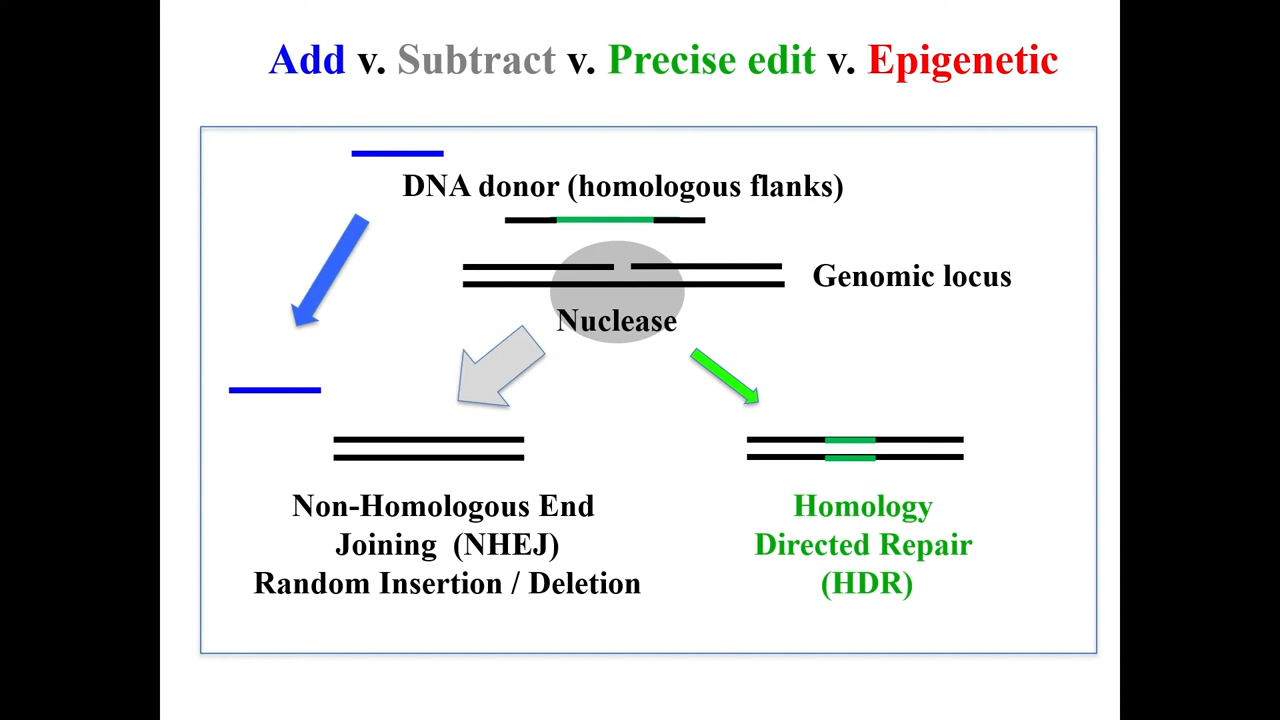 Add v. Subtract v. Precise edit v. Epigenetic
DNA donor (homologous flanks)
Genomic locus
Nuclease
Non-Homologous End
Joining (NHEJ)
Random Insertion / Deletion
Homology
Directed Repair
(HDR)